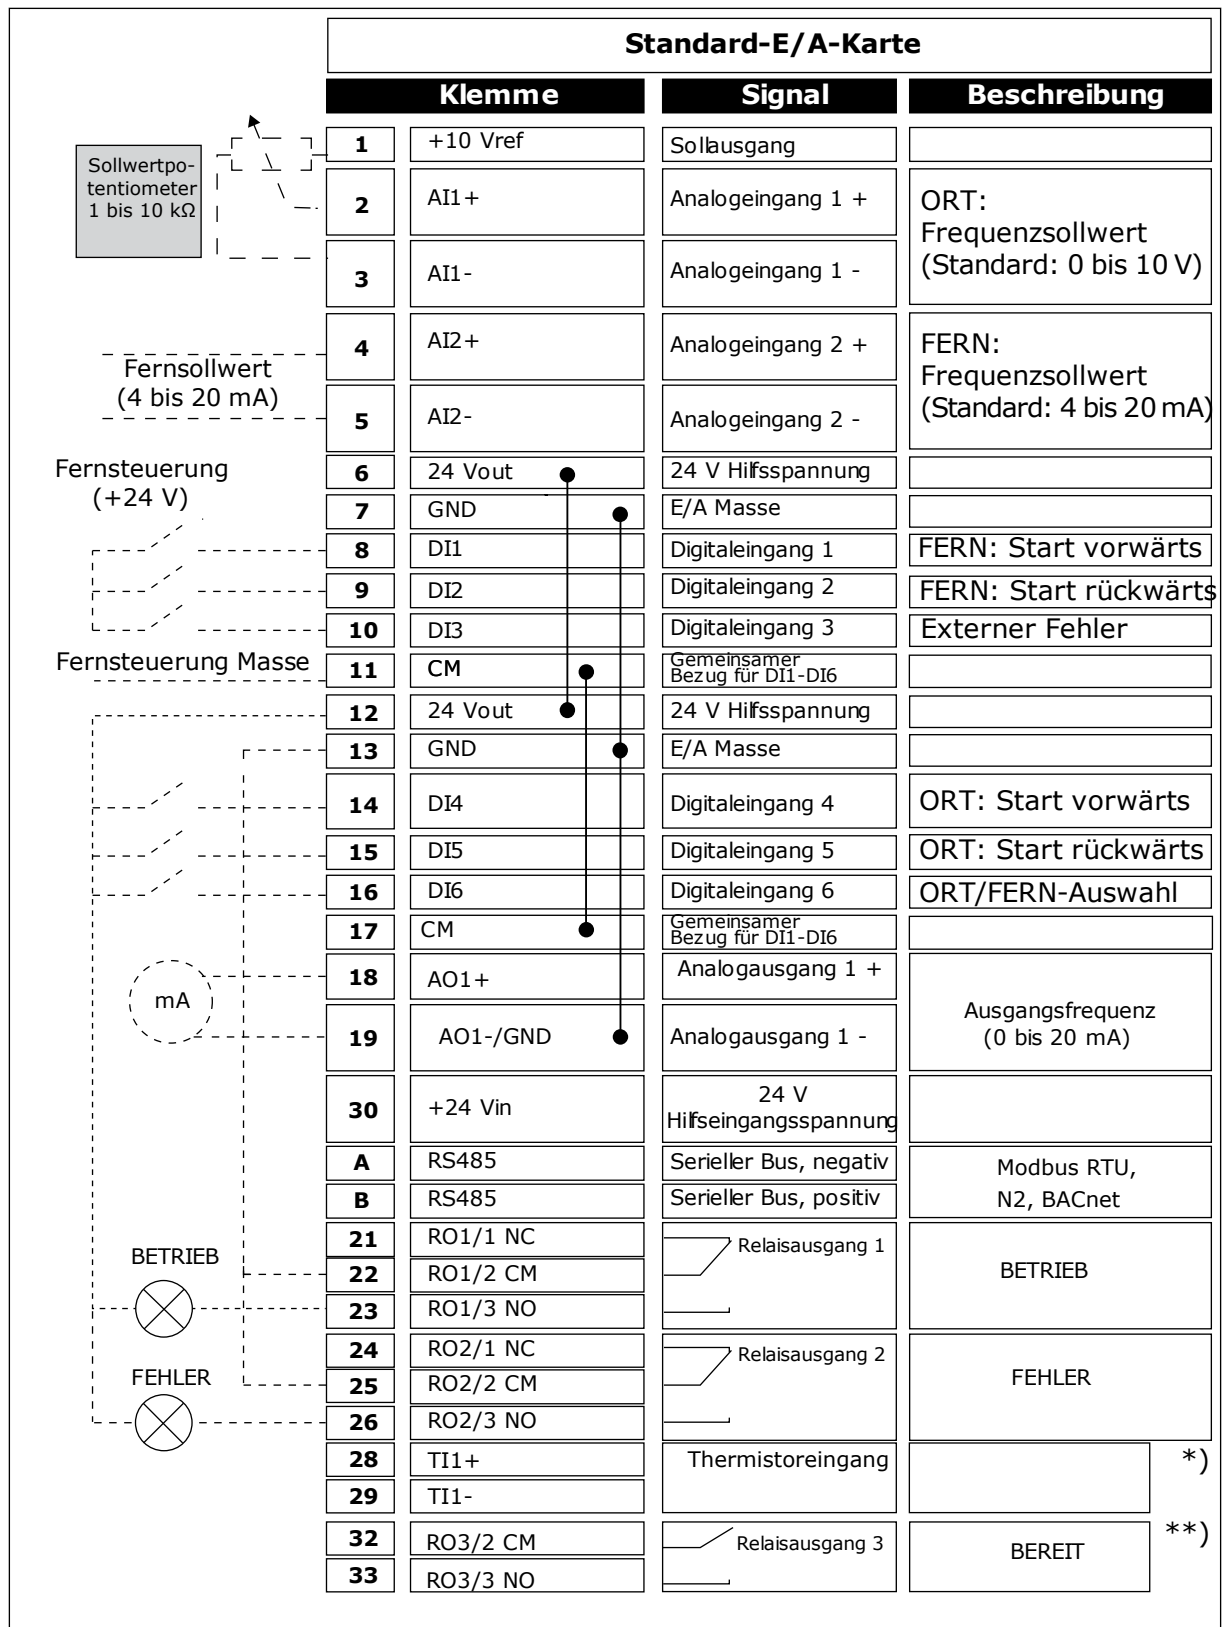 Standard-E/A-Karte
Klemme Signal Beschreibung
Sollwertpo-
tentiometer
1 bis 10 kΩ
1 +10 Vref Sollausgang
2 AI1+ Analogeingang 1 +
3 AI1- Analogeingang 1 -
ORT:
Frequenzsollwert
(Standard: 0 bis 10 V)
Fernsollwert
(4 bis 20 mA)
4 AI2+ Analogeingang 2 +
5 AI2- Analogeingang 2 -
FERN:
Frequenzsollwert
(Standard: 4 bis 20 mA)
Fernsteuerung
(+24 V)
6 24 Vout 24 V Hilfsspannung
7 GND E/A Masse
8 DI1 Digitaleingang 1 FERN: Start vorwärts
9 DI2 Digitaleingang 2 FERN: Start rückwärts
10 DI3 Digitaleingang 3 Externer Fehler
Fernsteuerung Masse
11 CM Gemeinsamer
Bezug für DI1-DI6
12 24 Vout 24 V Hilfsspannung
13 GND E/A Masse
14 DI4 Digitaleingang 4 ORT: Start vorwärts
15 DI5 Digitaleingang 5 ORT: Start rückwärts
16 DI6 Digitaleingang 6 ORT/FERN-Auswahl
17 CM Gemeinsamer
Bezug für DI1-DI6
mA
18 AO1+ Analogausgang 1 +
19 AO1-/GND Analogausgang 1 -
Ausgangsfrequenz
(0 bis 20 mA)
30 +24 Vin 24 V
Hilfseingangsspannung
A RS485 Serieller Bus, negativ
B RS485 Serieller Bus, positiv
Modbus RTU,
N2, BACnet
BETRIEB
21 RO1/1 NC Relaisausgang 1
22 RO1/2 CM BETRIEB
23 RO1/3 NO
FEHLER
24 RO2/1 NC Relaisausgang 2
25 RO2/2 CM FEHLER
26 RO2/3 NO
28 TI1+ Thermistoreingang *)
29 TI1-
32 RO3/2 CM Relaisausgang 3 BEREIT **)
33 RO3/3 NO